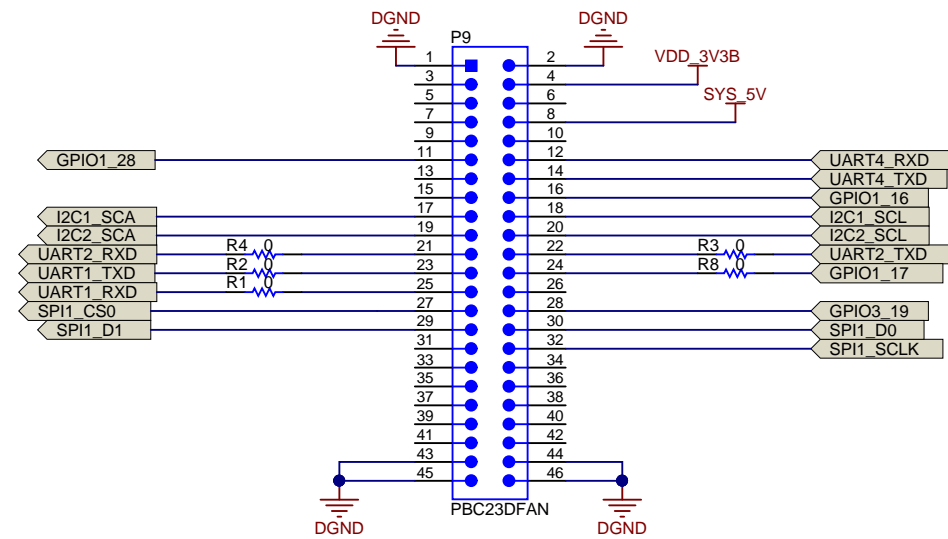 DGND
DGND
P9
1
2
VDD_3V3B
3
4
SYS_5V
5
6
7
8
9
10
GPIO1_28
11
12
UART4_RXD
13
14
UART4_TXD
15
16
GPIO1_16
I2C1_SCA
17
18
I2C1_SCL
I2C2_SCA
19
20
I2C2_SCL
UART2_RXD
R4 0
21
22
R3 0
UART2_TXD
UART1_TXD
R2 0
23
24
R8 0
GPIO1_17
UART1_RXD
R1 0
25
26
SPI1_CS0
27
28
GPIO3_19
SPI1_D1
29
30
SPI1_D0
31
32
SPI1_SCLK
33
34
35
36
37
38
39
40
41
42
43
44
45
46
PBC23DFAN
DGND
DGND